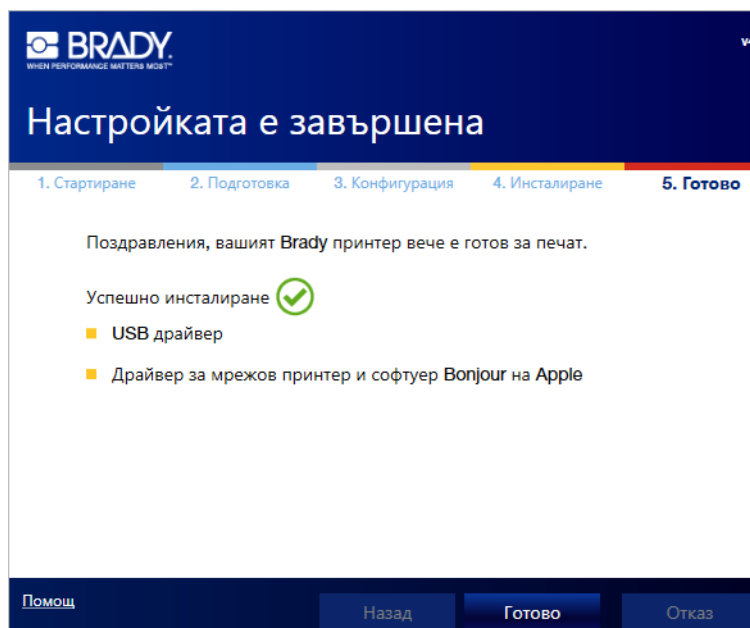 BRADY.
WHEN PERFORMANCE MATTERS MOST™
Настройката е завършена
1. Стартиране 2. Подготовка 3. Конфигурация 4. Инсталиране 5. Готово
Поздравления, вашият Brady принтер вече е готов за печат.
Успешно инсталиране
USB драйвер
Драйвер за мрежов принтер и софтуер Bonjour на Apple
Помощ Назад Готово Отказ